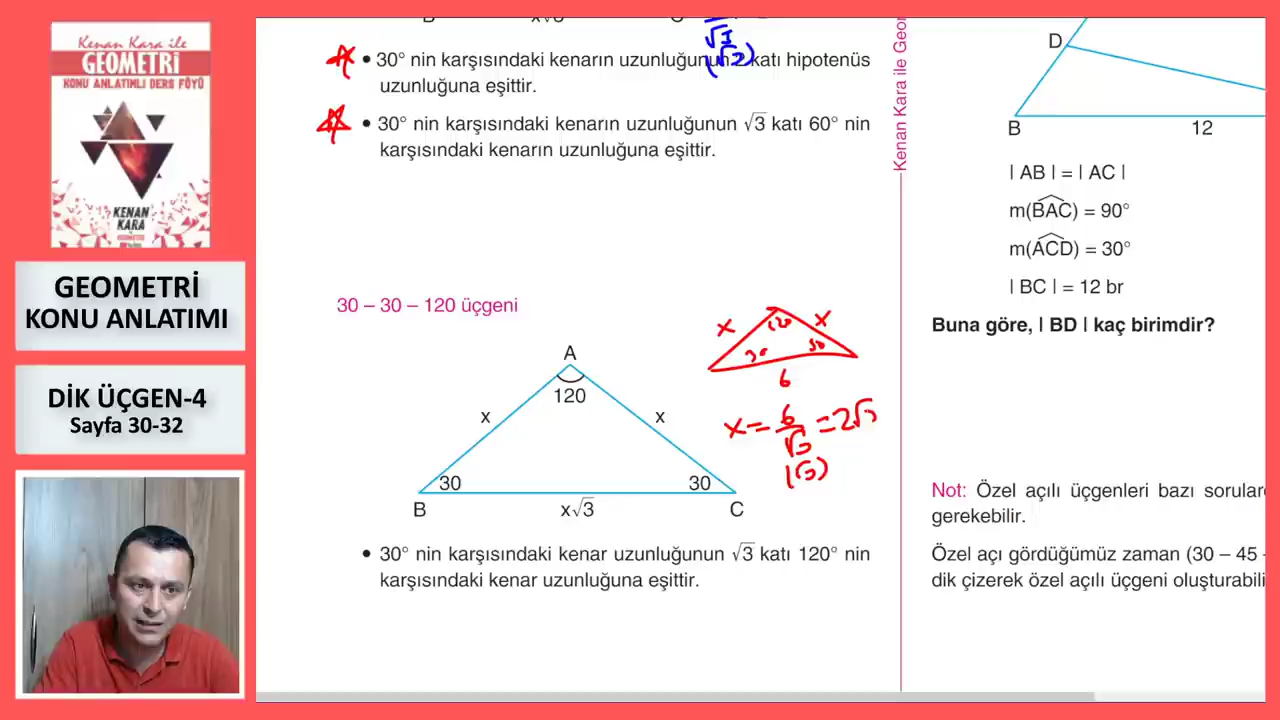 Kenan Kara ile
GEOMETRİ
KONU ANLATIMLI DERS FÖYÜ
KENAN
KARA
GEOMETRİ
KONU ANLATIMI
DİK ÜÇGEN-4
Sayfa 30-32
B x√3 C
• 30° nin karşısındaki kenarın uzunluğunun 2 katı hipotenüs
uzunluğuna eşittir.
• 30° nin karşısındaki kenarın uzunluğunun √3 katı 60° nin
karşısındaki kenarın uzunluğuna eşittir.
30 – 30 – 120 üçgeni
A
120
x x
30 30
B x√3 C
x x
120
30 30
6
x = 6/√3 = 2√3
(√3)
• 30° nin karşısındaki kenar uzunluğunun √3 katı 120° nin
karşısındaki kenar uzunluğuna eşittir.
Kenan Kara ile Geo
D
B
12
| AB | = | AC |
m(BAC) = 90°
m(ACD) = 30°
| BC | = 12 br
Buna göre, | BD | kaç birimdir?
Not: Özel açılı üçgenleri bazı sorular
gerekebilir.
Özel açı gördüğümüz zaman (30 – 45
dik çizerek özel açılı üçgeni oluşturabili